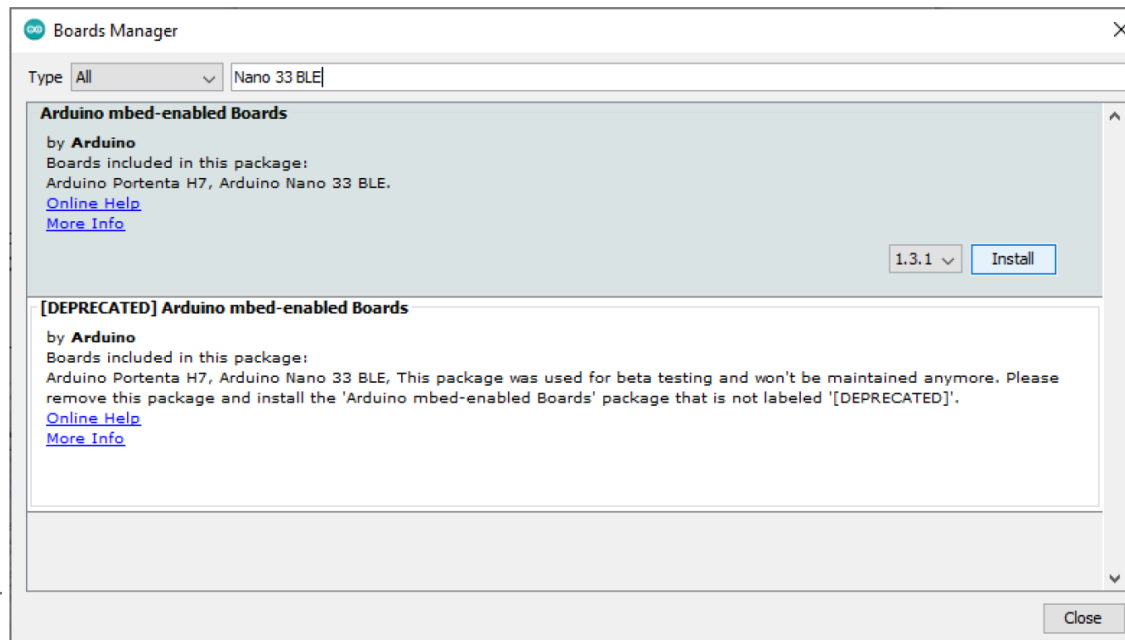 Boards Manager
Type All Nano 33 BLE
Arduino mbed-enabled Boards
by Arduino
Boards included in this package:
Arduino Portenta H7, Arduino Nano 33 BLE.
Online Help
More Info
1.3.1 Install
[DEPRECATED] Arduino mbed-enabled Boards
by Arduino
Boards included in this package:
Arduino Portenta H7, Arduino Nano 33 BLE, This package was used for beta testing and won't be maintained anymore. Please
remove this package and install the 'Arduino mbed-enabled Boards' package that is not labeled '[DEPRECATED]'.
Online Help
More Info
Close